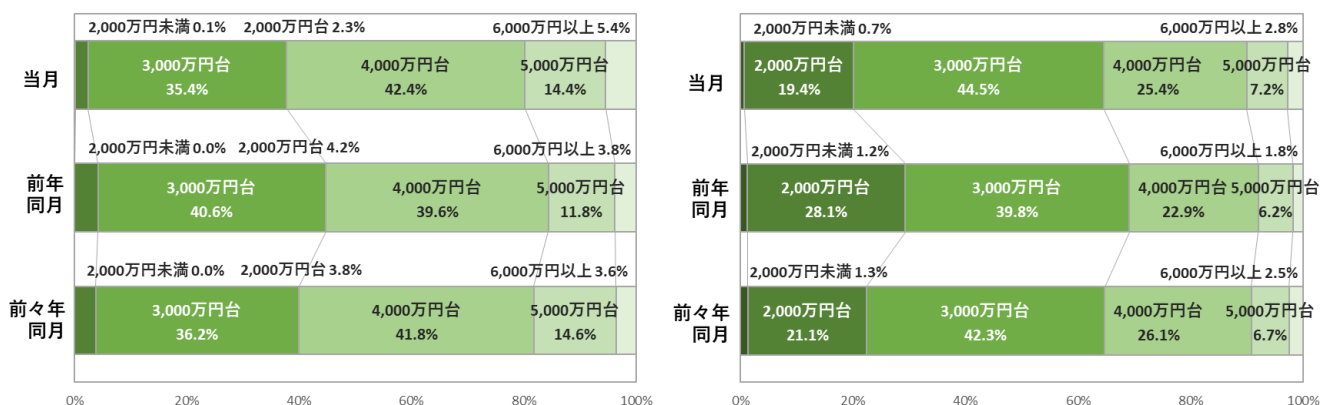 2,000万円未満 0.1% 2,000万円台 2.3% 6,000万円以上 5.4%
当月
3,000万円台 4,000万円台 5,000万円台
35.4% 42.4% 14.4%
2,000万円未満 0.0% 2,000万円台 4.2% 6,000万円以上 3.8%
前年
同月
3,000万円台 4,000万円台 5,000万円台
40.6% 39.6% 11.8%
2,000万円未満 0.0% 2,000万円台 3.8% 6,000万円以上 3.6%
前々年
同月
3,000万円台 4,000万円台 5,000万円台
36.2% 41.8% 14.6%
0% 20% 40% 60% 80% 100%
2,000万円未満 0.7% 6,000万円以上 2.8%
当月
2,000万円台 3,000万円台 4,000万円台 5,000万円台
19.4% 44.5% 25.4% 7.2%
2,000万円未満 1.2% 6,000万円以上 1.8%
前年
同月
2,000万円台 3,000万円台 4,000万円台 5,000万円台
28.1% 39.8% 22.9% 6.2%
2,000万円未満 1.3% 6,000万円以上 2.5%
前々年
同月
2,000万円台 3,000万円台 4,000万円台 5,000万円台
21.1% 42.3% 26.1% 6.7%
0% 20% 40% 60% 80% 100%